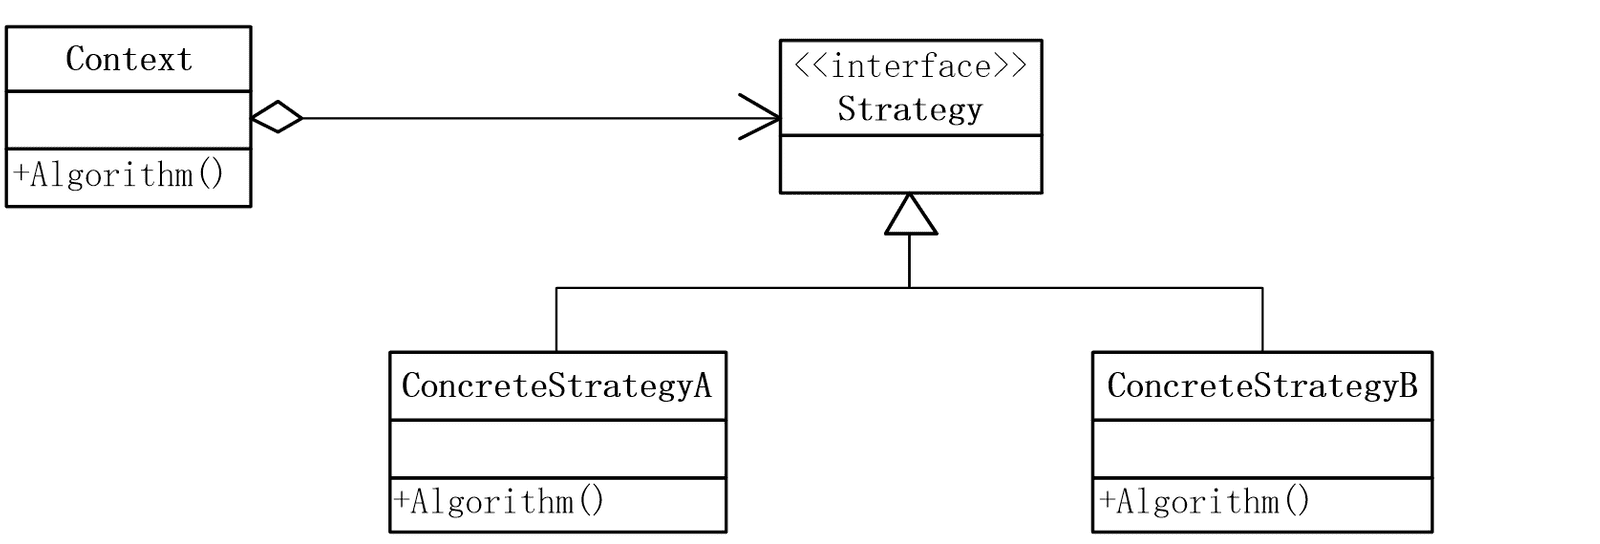 Context
+Algorithm()
<<interface>>
Strategy
ConcreteStrategyA
+Algorithm()
ConcreteStrategyB
+Algorithm()